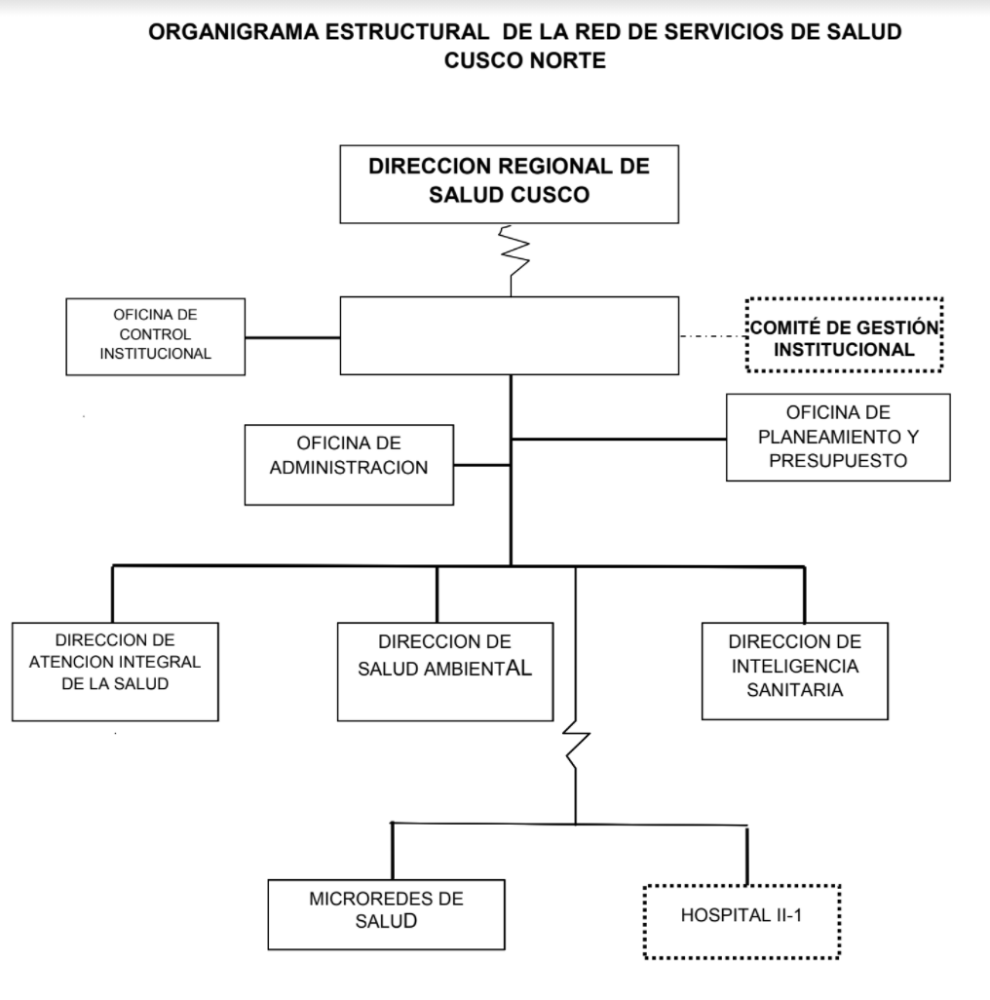 ORGANIGRAMA ESTRUCTURAL DE LA RED DE SERVICIOS DE SALUD
CUSCO NORTE
DIRECCION REGIONAL DE
SALUD CUSCO
OFICINA DE
CONTROL
INSTITUCIONAL
COMITÉ DE GESTIÓN
INSTITUCIONAL
OFICINA DE
PLANEAMIENTO Y
PRESUPUESTO
OFICINA DE
ADMINISTRACION
DIRECCION DE
ATENCION INTEGRAL
DE LA SALUD
DIRECCION DE
SALUD AMBIENTAL
DIRECCION DE
INTELIGENCIA
SANITARIA
MICROREDES DE
SALUD
HOSPITAL II-1